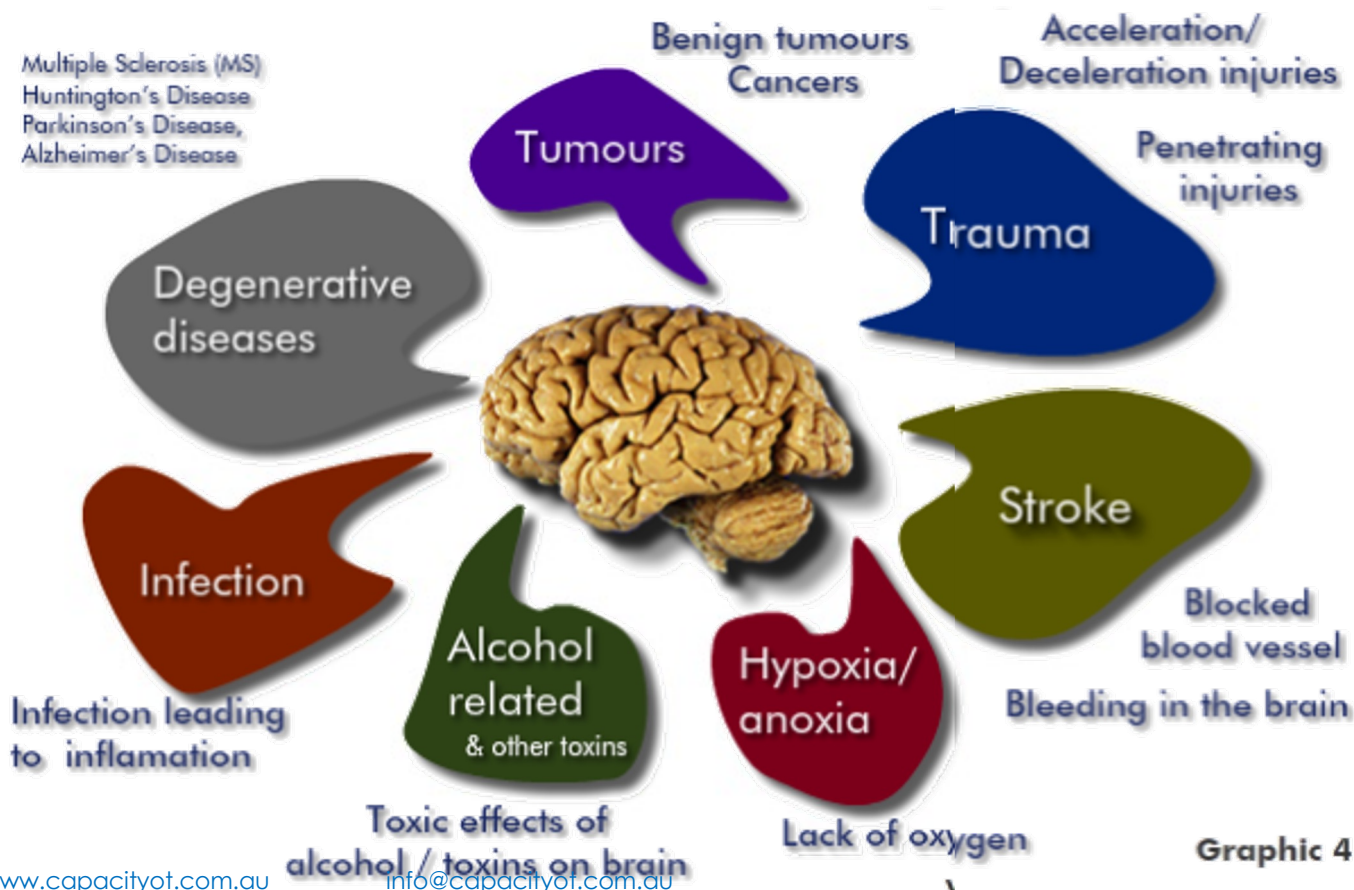 Multiple Sclerosis (MS)
Huntington's Disease
Parkinson's Disease,
Alzheimer's Disease
Benign tumours
Cancers
Acceleration/
Deceleration injuries
Penetrating
injuries
Tumours
Trauma
Degenerative
diseases
Stroke
Infection
Blocked
blood vessel
Bleeding in the brain
Alcohol
related
& other toxins
Hypoxia/
anoxia
Infection leading
to inflamation
Toxic effects of
alcohol / toxins on brain
Lack of oxygen
Graphic 4
ww.capacityot.com.au
info@capacityot.com.au